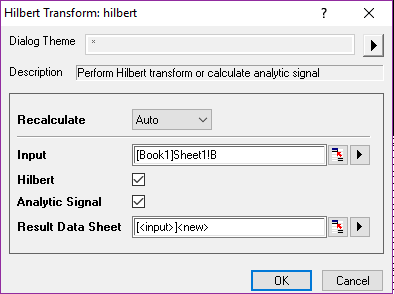 Hilbert Transform: hilbert ? ×
Dialog Theme *
Description Perform Hilbert transform or calculate analytic signal
Recalculate Auto
Input [Book1]Sheet1!B
Hilbert
Analytic Signal
Result Data Sheet [<input>]<new>
OK Cancel